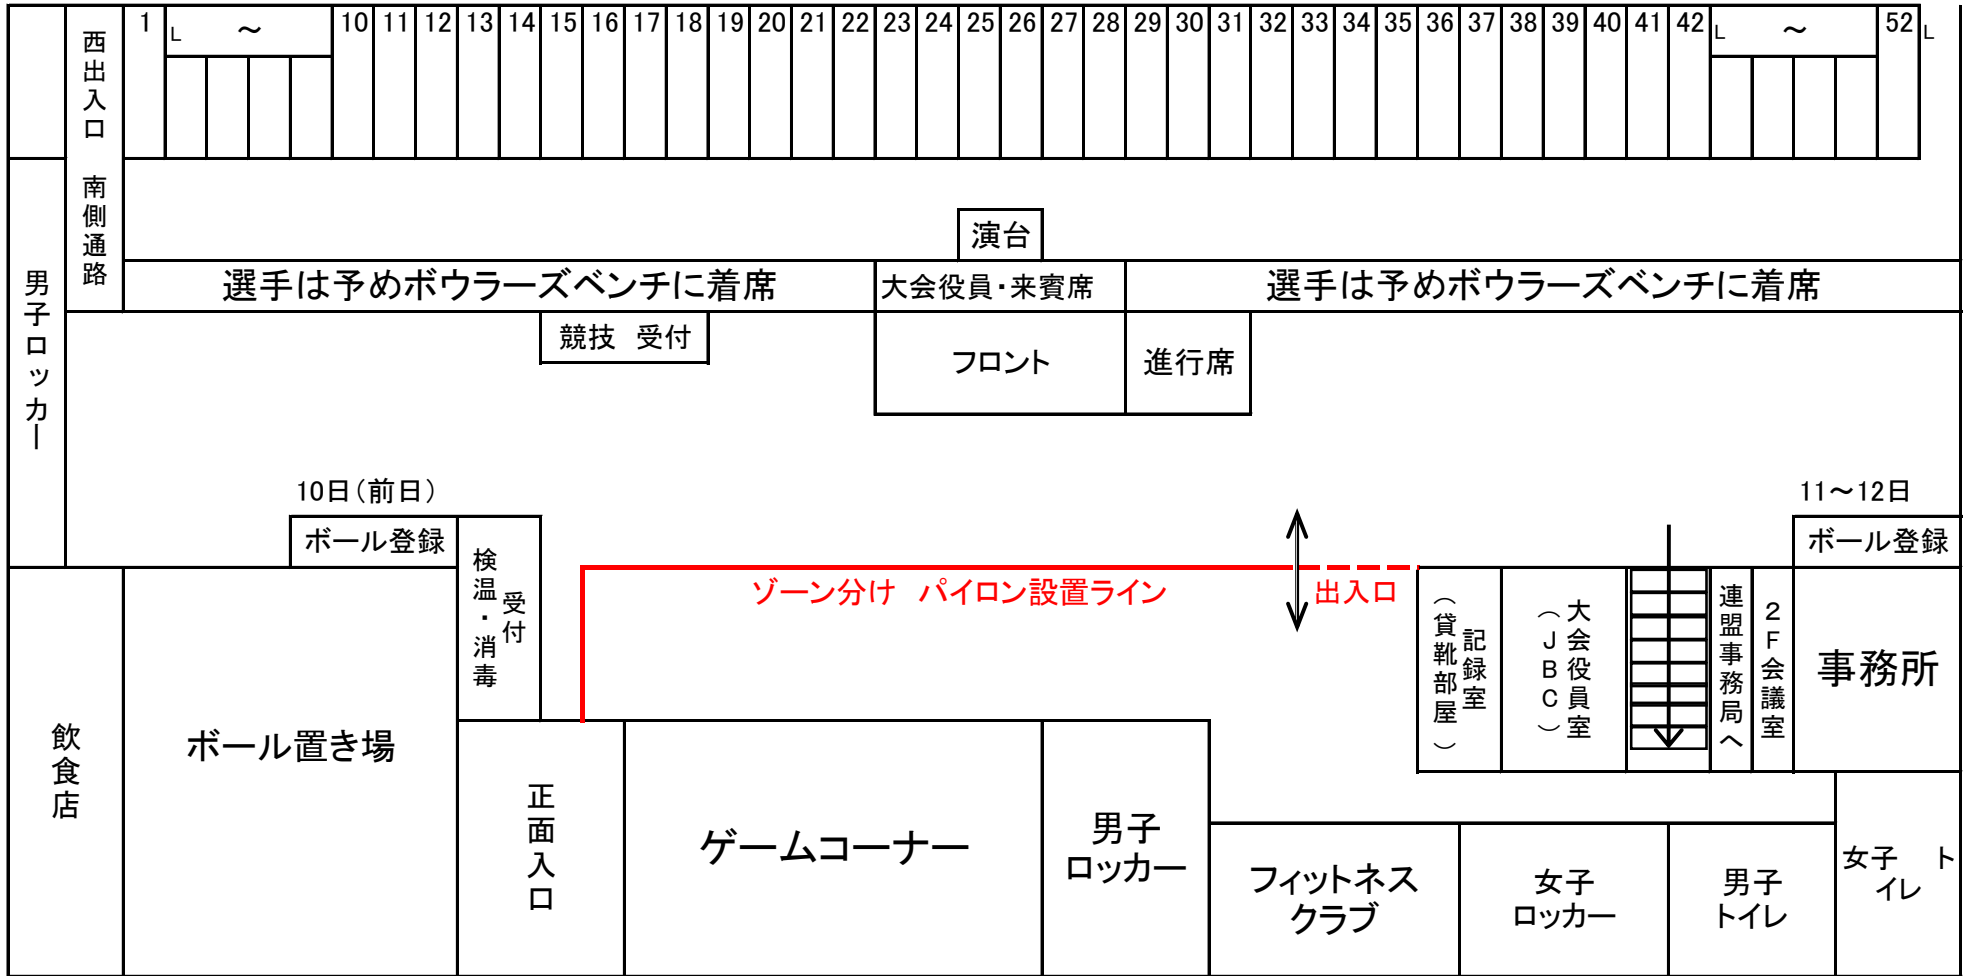 西出入口　南側通路
1
L
～
10 11 12 13 14 15 16 17 18 19 20 21 22 23 24 25 26 27 28 29 30 31 32 33 34 35 36 37 38 39 40 41 42
L
～
52
L
男子ロッカー
演台
選手は予めボウラーズベンチに着席
大会役員・来賓席
選手は予めボウラーズベンチに着席
競技　受付
フロント
進行席
10日（前日）
ボール登録
11～12日
ボール登録
検温・消毒
受付
ゾーン分け　パイロン設置ライン
出入口
記録室
（貸靴部屋）
大会役員室
（JBC）
連盟事務局へ
２F会議室
事務所
飲食店
ボール置き場
正面入口
ゲームコーナー
男子
ロッカー
フィットネス
クラブ
女子
ロッカー
男子
トイレ
女子　ト
イレ